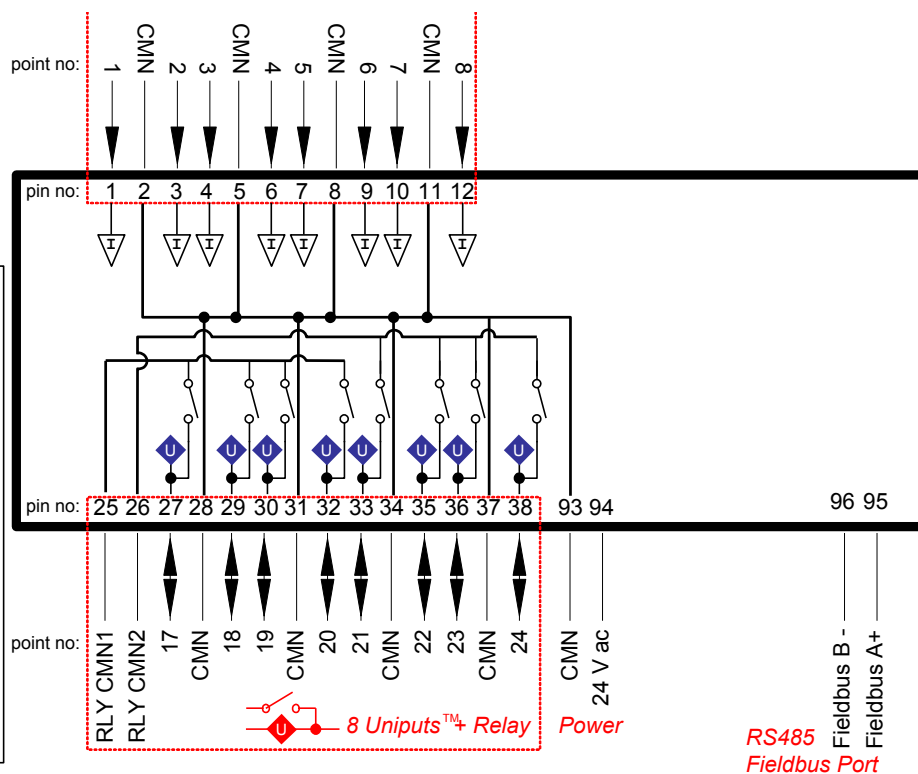 point no: 1 CMN 2 3 CMN 4 5 CMN 6 7 CMN 8
pin no: 1 2 3 4 5 6 7 8 9 10 11 12
I I I I I I I I
U U U U U U U U
pin no: 25 26 27 28 29 30 31 32 33 34 35 36 37 38 93 94 96 95
point no: RLY CMN1 RLY CMN2 17 CMN 18 19 CMN 20 21 CMN 22 23 CMN 24 CMN 24 V ac Fieldbus B - Fieldbus A+
U 8 Uniputs™+ Relay Power
RS485
Fieldbus Port